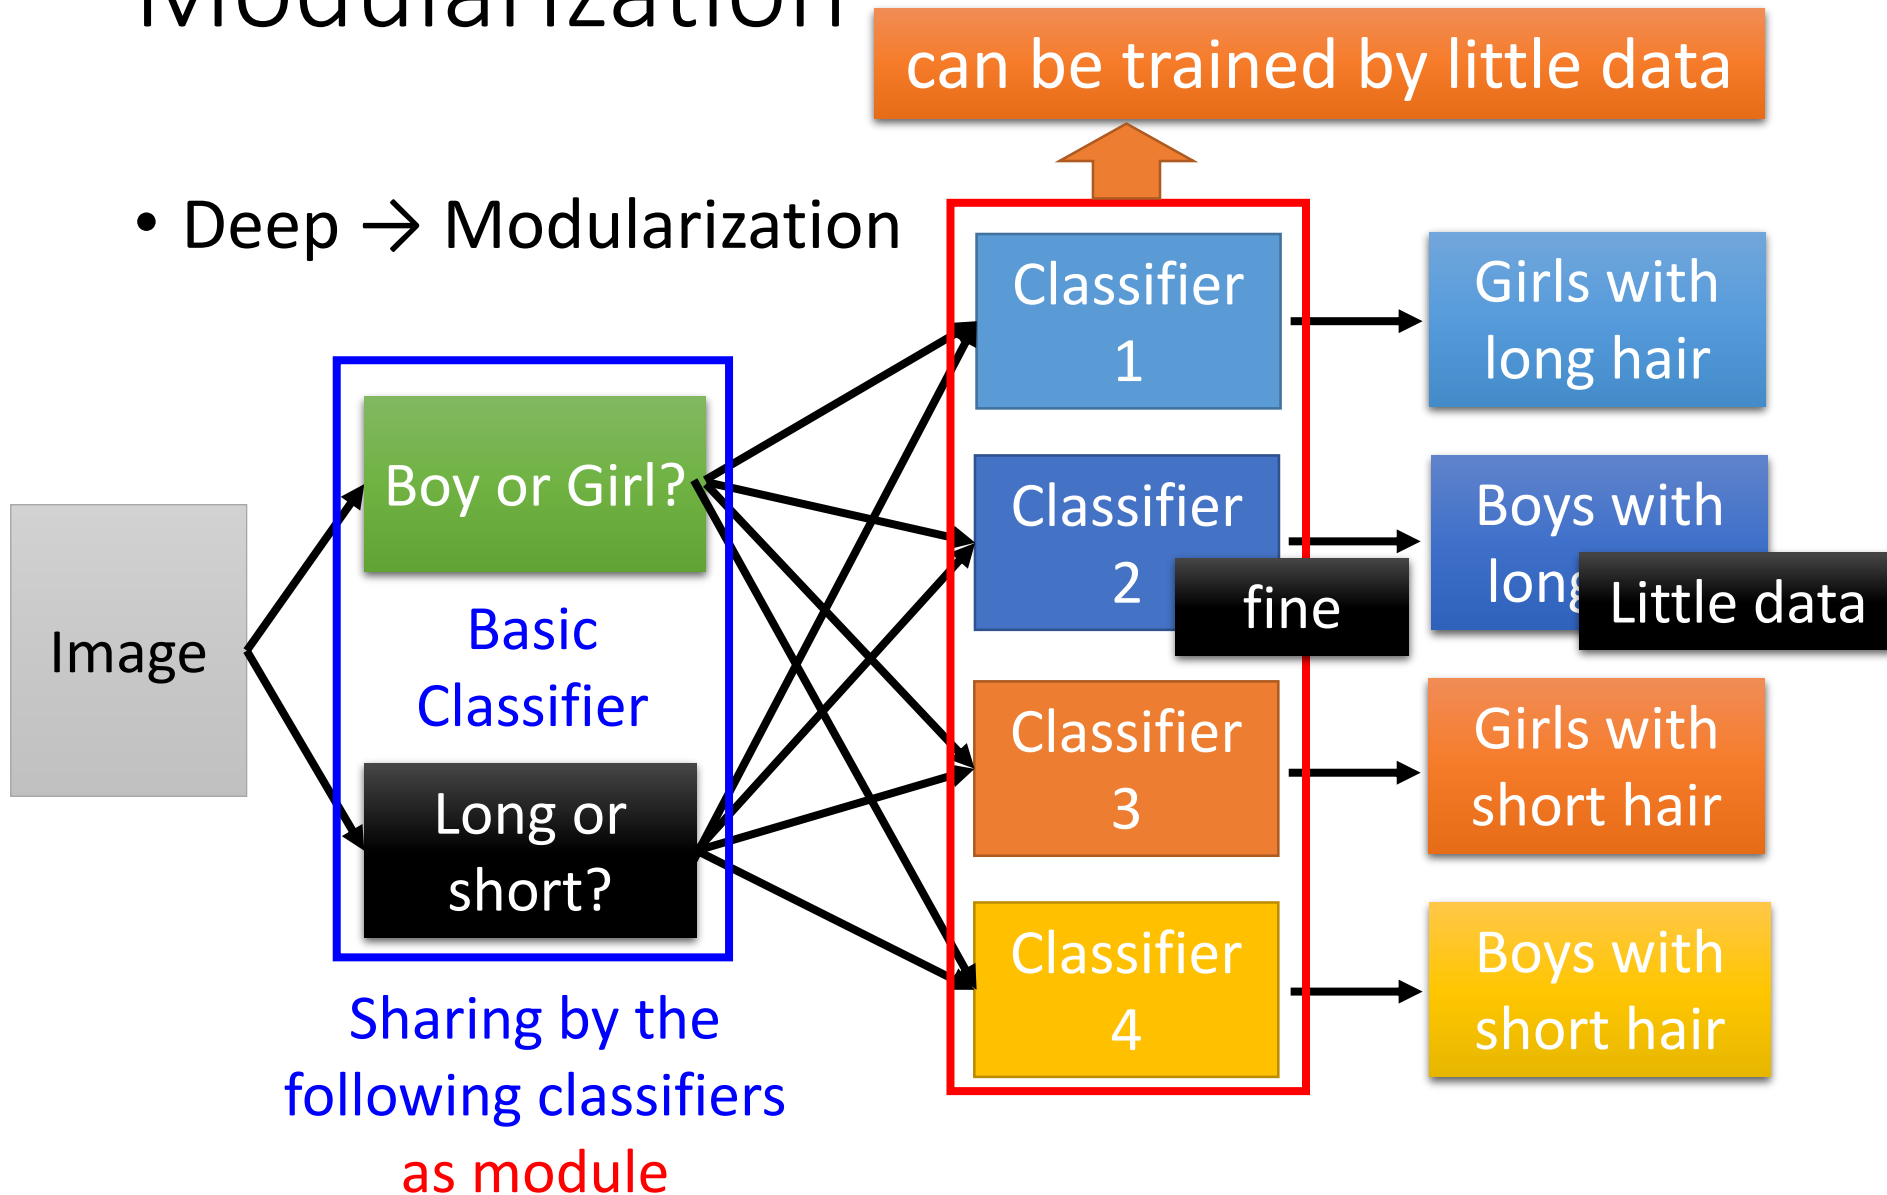 Modularization
can be trained by little data
• Deep → Modularization
Image
Boy or Girl?
Basic
Classifier
Long or
short?
Sharing by the
following classifiers
as module
Classifier
1
Girls with
long hair
Classifier
2
fine
Boys with
long
Little data
Classifier
3
Girls with
short hair
Classifier
4
Boys with
short hair